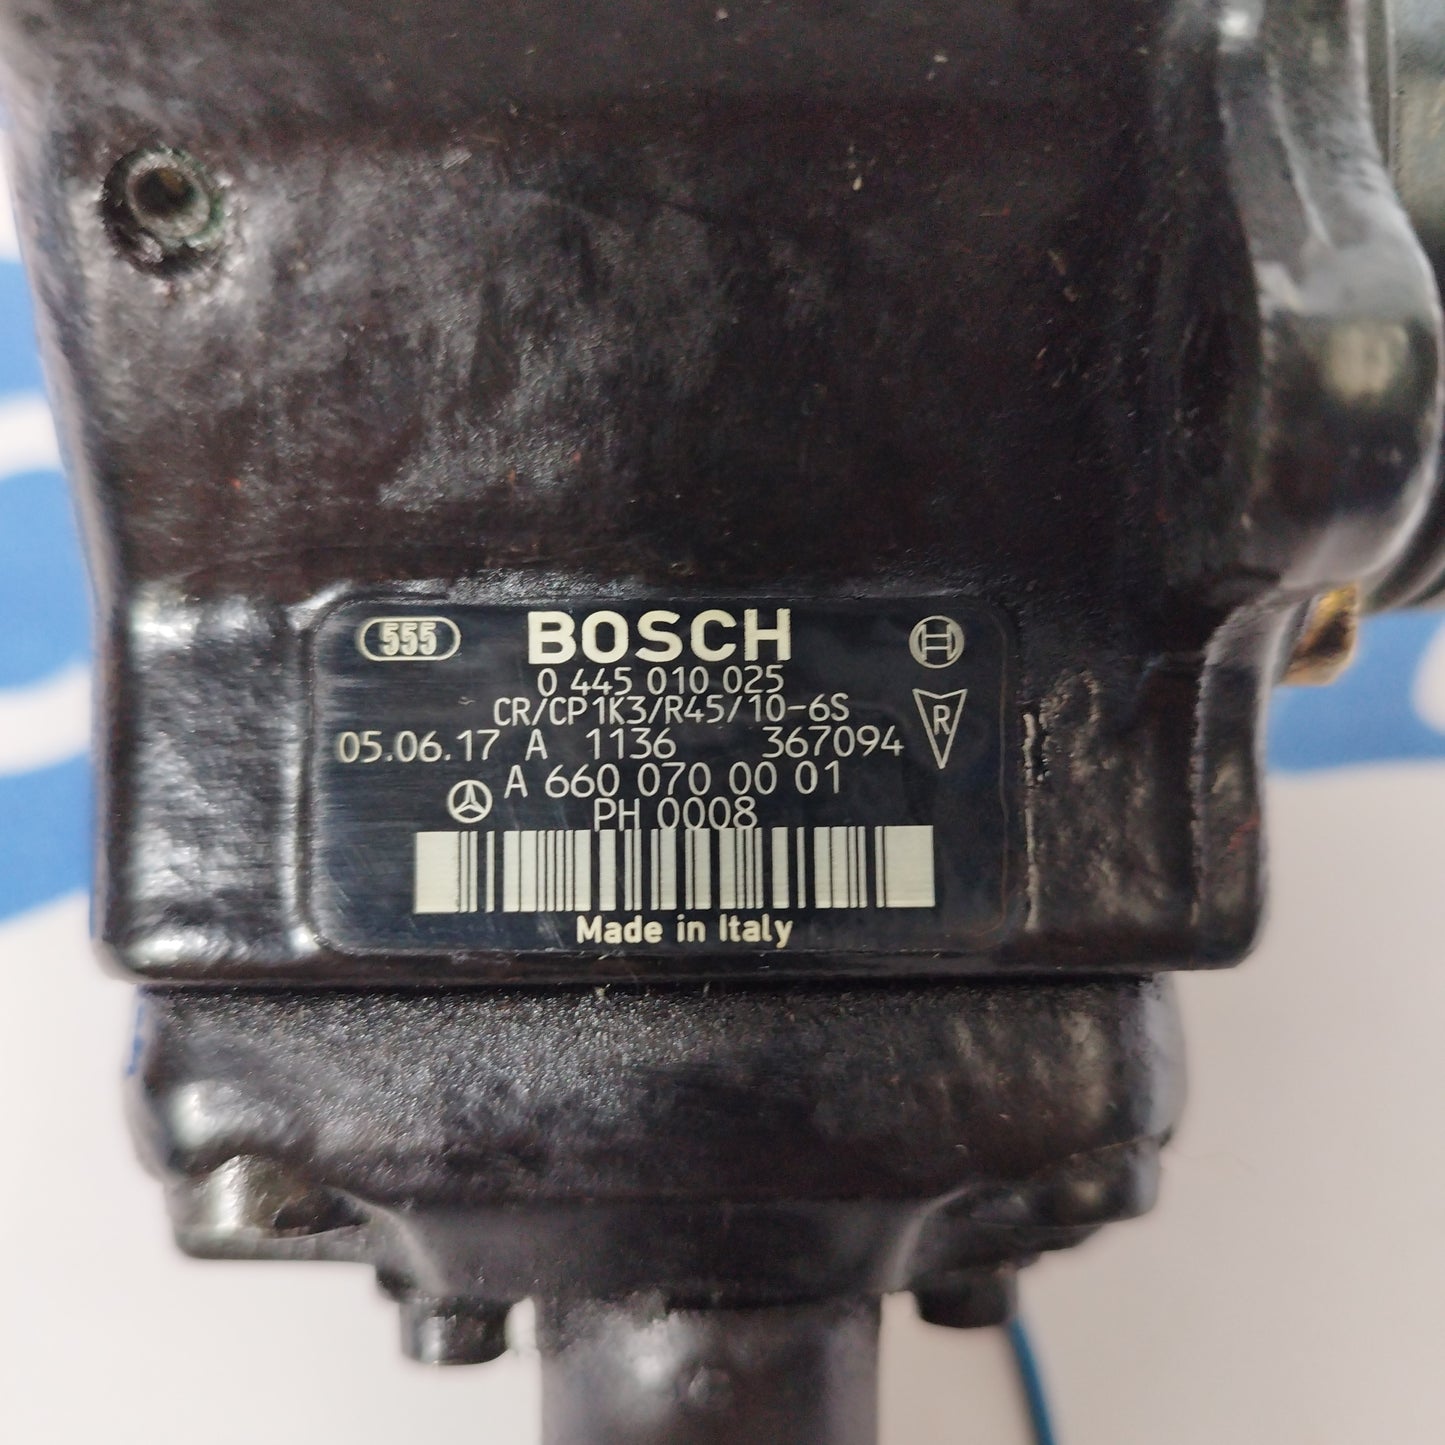 555 BOSCH
0 445 010 025
CR/CP1K3/R45/10-6S
R
05.06.17 A 1136 367094
A 660 070 00 01
PH 0008
Made in Italy